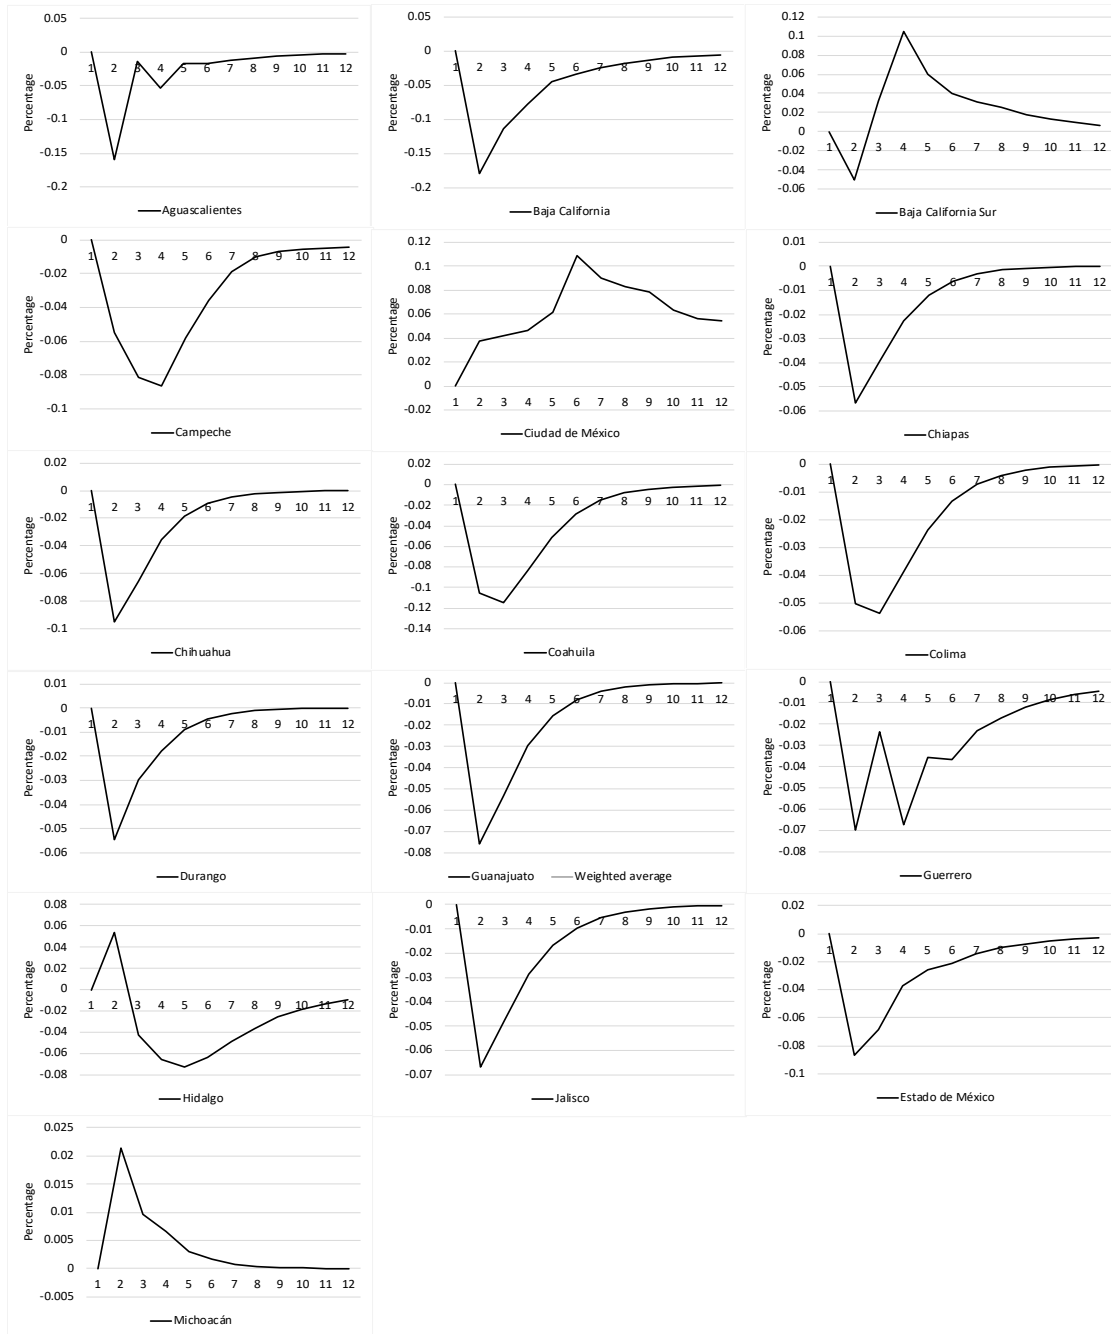 0.05
0
-0.05
-0.1
-0.15
-0.2
Percentage
1 2 3 4 5 6 7 8 9 10 11 12
Aguascalientes
0.05
0
-0.05
-0.1
-0.15
-0.2
Percentage
1 2 3 4 5 6 7 8 9 10 11 12
Baja California
0.12
0.1
0.08
0.06
0.04
0.02
0
-0.02
-0.04
-0.06
Percentage
1 2 3 4 5 6 7 8 9 10 11 12
Baja California Sur
0
-0.02
-0.04
-0.06
-0.08
-0.1
Percentage
1 2 3 4 5 6 7 8 9 10 11 12
Campeche
0.12
0.1
0.08
0.06
0.04
0.02
0
-0.02
Percentage
1 2 3 4 5 6 7 8 9 10 11 12
Ciudad de México
0.01
0
-0.01
-0.02
-0.03
-0.04
-0.05
-0.06
Percentage
1 2 3 4 5 6 7 8 9 10 11 12
Chiapas
0.02
0
-0.02
-0.04
-0.06
-0.08
-0.1
Percentage
1 2 3 4 5 6 7 8 9 10 11 12
Chihuahua
0.02
0
-0.02
-0.04
-0.06
-0.08
-0.1
-0.12
-0.14
Percentage
1 2 3 4 5 6 7 8 9 10 11 12
Coahuila
0
-0.01
-0.02
-0.03
-0.04
-0.05
-0.06
Percentage
1 2 3 4 5 6 7 8 9 10 11 12
Colima
0.01
0
-0.01
-0.02
-0.03
-0.04
-0.05
-0.06
Percentage
1 2 3 4 5 6 7 8 9 10 11 12
Durango
0
-0.01
-0.02
-0.03
-0.04
-0.05
-0.06
-0.07
-0.08
Percentage
1 2 3 4 5 6 7 8 9 10 11 12
Guanajuato Weighted average
0
-0.01
-0.02
-0.03
-0.04
-0.05
-0.06
-0.07
-0.08
Percentage
1 2 3 4 5 6 7 8 9 10 11 12
Guerrero
0.08
0.06
0.04
0.02
0
-0.02
-0.04
-0.06
-0.08
Percentage
1 2 3 4 5 6 7 8 9 10 11 12
Hidalgo
0
-0.01
-0.02
-0.03
-0.04
-0.05
-0.06
-0.07
Percentage
1 2 3 4 5 6 7 8 9 10 11 12
Jalisco
0.02
0
-0.02
-0.04
-0.06
-0.08
-0.1
Percentage
1 2 3 4 5 6 7 8 9 10 11 12
Estado de México
0.025
0.02
0.015
0.01
0.005
0
-0.005
Percentage
1 2 3 4 5 6 7 8 9 10 11 12
Michoacán